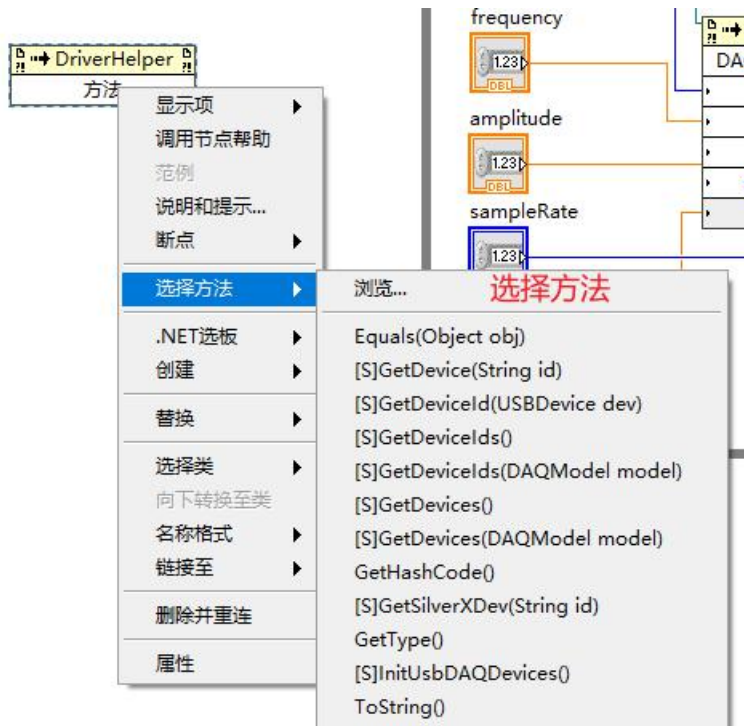 DriverHelper
方法
显示项
调用节点帮助
范例
说明和提示...
断点
选择方法
.NET选板
创建
替换
选择类
向下转换至类
名称格式
链接至
删除并重连
属性
浏览...
选择方法
Equals(Object obj)
[S]GetDevice(String id)
[S]GetDeviceId(USBDevice dev)
[S]GetDeviceIds()
[S]GetDeviceIds(DAQModel model)
[S]GetDevices()
[S]GetDevices(DAQModel model)
GetHashCode()
[S]GetSilverXDev(String id)
GetType()
[S]InitUsbDAQDevices()
ToString()
frequency
1.23
DBL
amplitude
1.23
DBL
sampleRate
1.23
DA